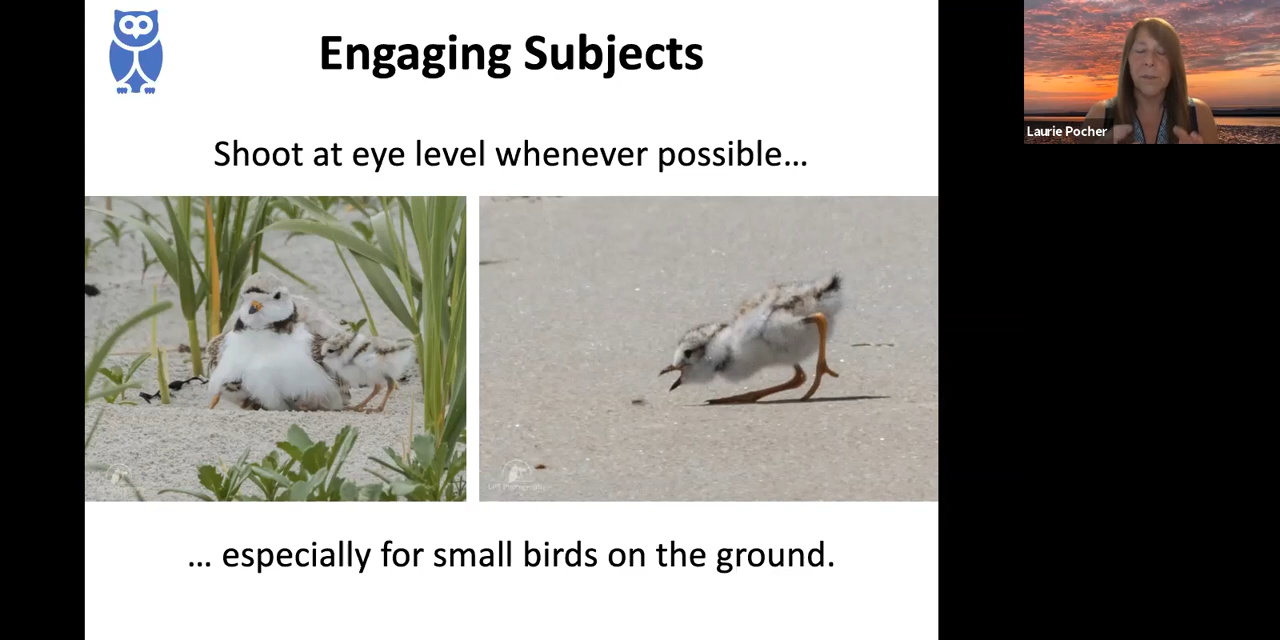 Engaging Subjects
Laurie Pocher
Shoot at eye level whenever possible...
... especially for small birds on the ground.